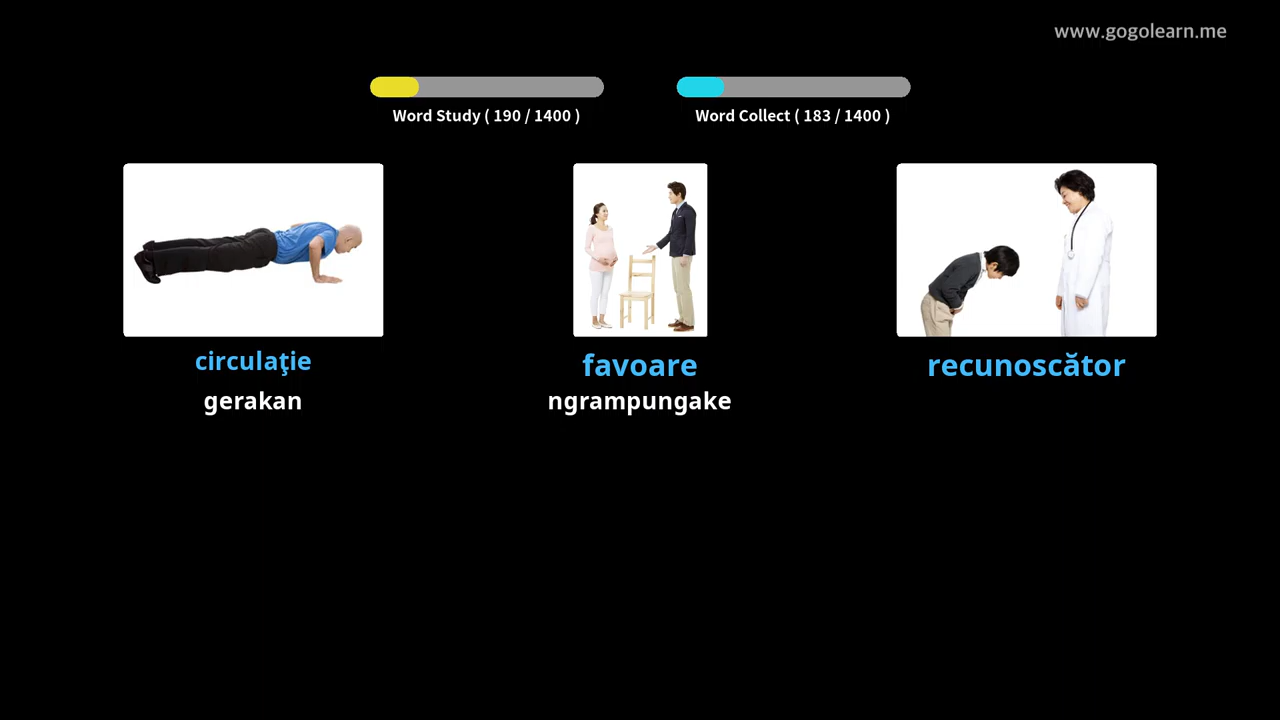 www.gogolearn.me
Word Study ( 190 / 1400 )
Word Collect ( 183 / 1400 )
circulaţie
favoare
recunoscător
gerakan
ngrampungake